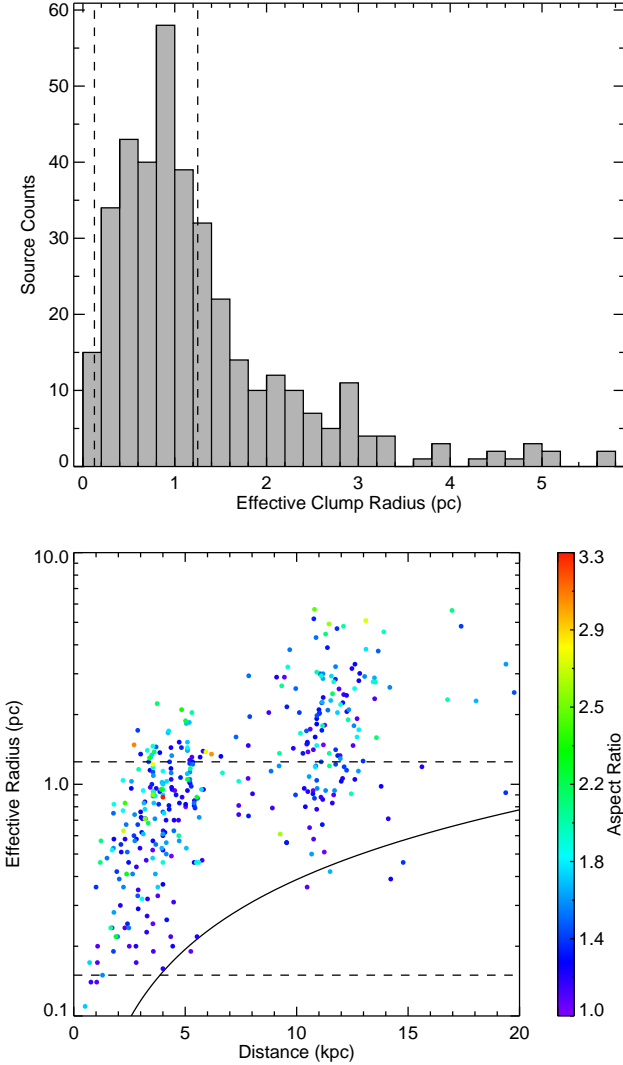 60
50
40
30
20
10
0
Source Counts
0 1 2 3 4 5
Effective Clump Radius (pc)
10.0
1.0
0.1
Effective Radius (pc)
0 5 10 15 20
Distance (kpc)
3.3
2.9
2.5
2.2
1.8
1.4
1.0
Aspect Ratio